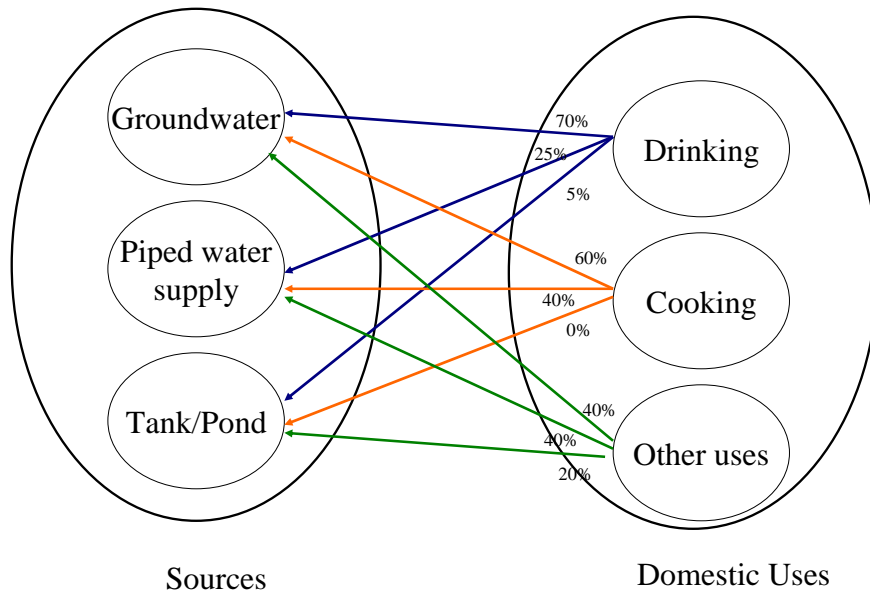 Groundwater
Piped water
supply
Tank/Pond
70%
25%
5%
60%
40%
0%
40%
40%
20%
Drinking
Cooking
Other uses
Sources
Domestic Uses